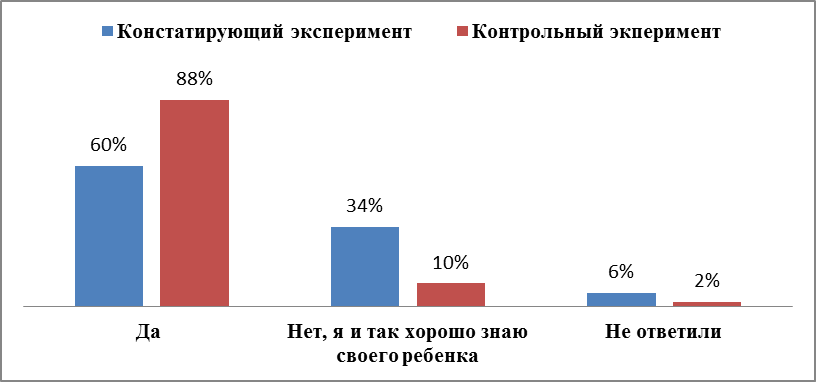 Констатирующий эксперимент Контрольный экперимент
88%
60%
34%
10%
6%
2%
Да
Нет, я и так хорошо знаю
своего ребенка
Не ответили